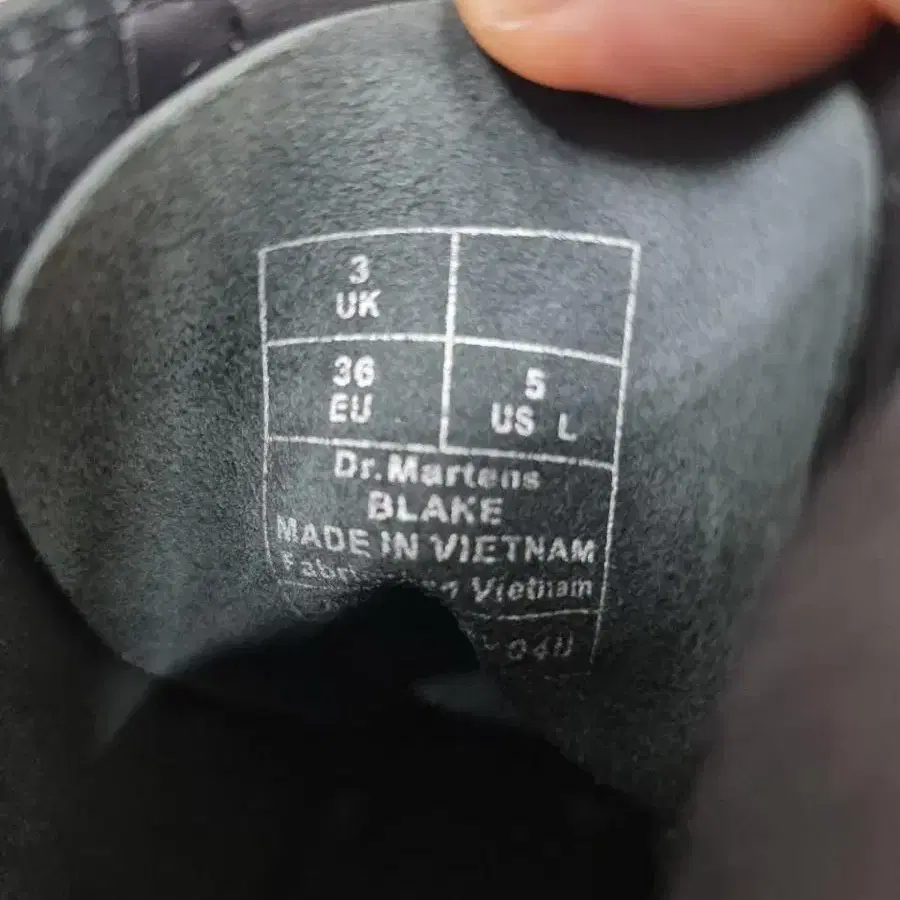 3
UK
36
EU
5
US L
Dr.Martens
BLAKE
MADE IN VIETNAM
Vietnam